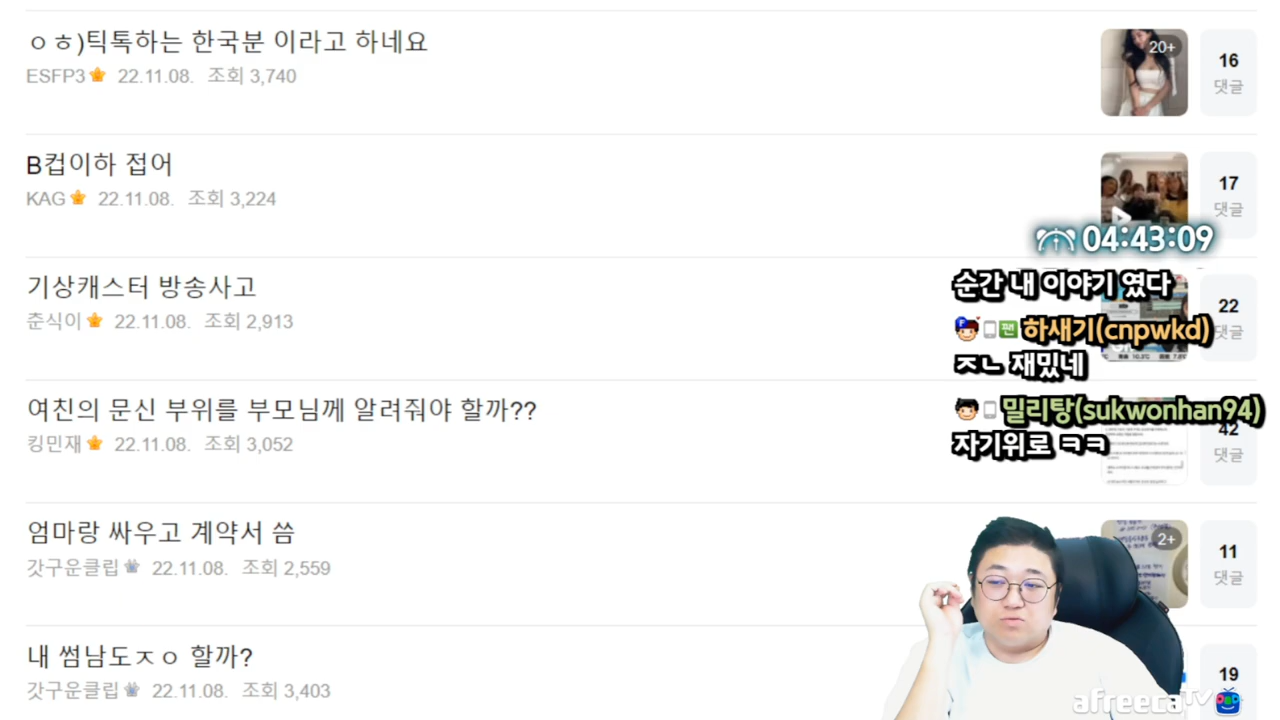 ㅇㅎ)틱톡하는 한국분 이라고 하네요
ESFP3 22.11.08. 조회 3,740
20+
16
댓글
B컵이하 접어
KAG 22.11.08. 조회 3,224
17
댓글
04:43:09
기상캐스터 방송사고
춘식이 22.11.08. 조회 2,913
22
댓글
순간 내 이야기 였다
하새기(cnpwkd)
ㅈㄴ 재밌네
여친의 문신 부위를 부모님께 알려줘야 할까??
킹민재 22.11.08. 조회 3,052
42
댓글
밀리탕(sukwonhan94)
자기위로 ㅋㅋ
엄마랑 싸우고 계약서 씀
갓구운클립 22.11.08. 조회 2,559
2+
11
댓글
내 썸남도ㅈㅇ 할까?
갓구운클립 22.11.08. 조회 3,403
19
afreecaTV